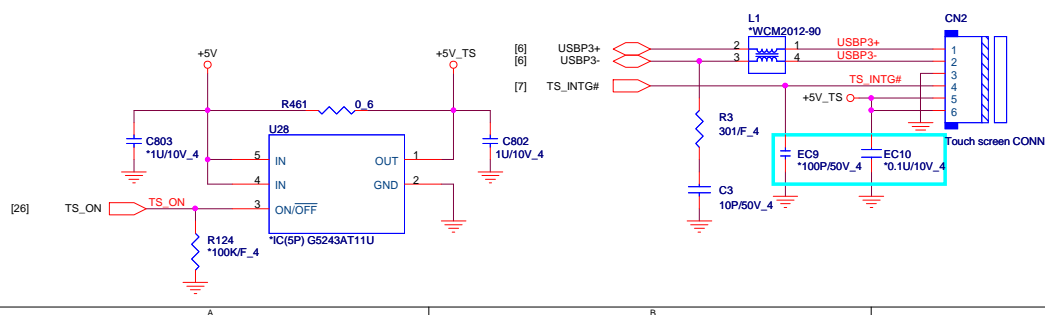 +5V
+5V_TS
R461
0_6
C803
*1U/10V_4
U28
C802
1U/10V_4
5
IN
OUT
1
4
IN
GND
2
3
ON/OFF
[26]
TS_ON
TS_ON
R124
*100K/F_4
*IC(5P) G5243AT11U
L1
*WCM2012-90
CN2
[6]
USBP3+
2
1
USBP3+
1
[6]
USBP3-
3
4
USBP3-
2
3
[7]
TS_INTG#
TS_INTG#
4
+5V_TS
5
6
R3
301/F_4
Touch screen CONN
EC9
*100P/50V_4
EC10
*0.1U/10V_4
C3
10P/50V_4
A
B